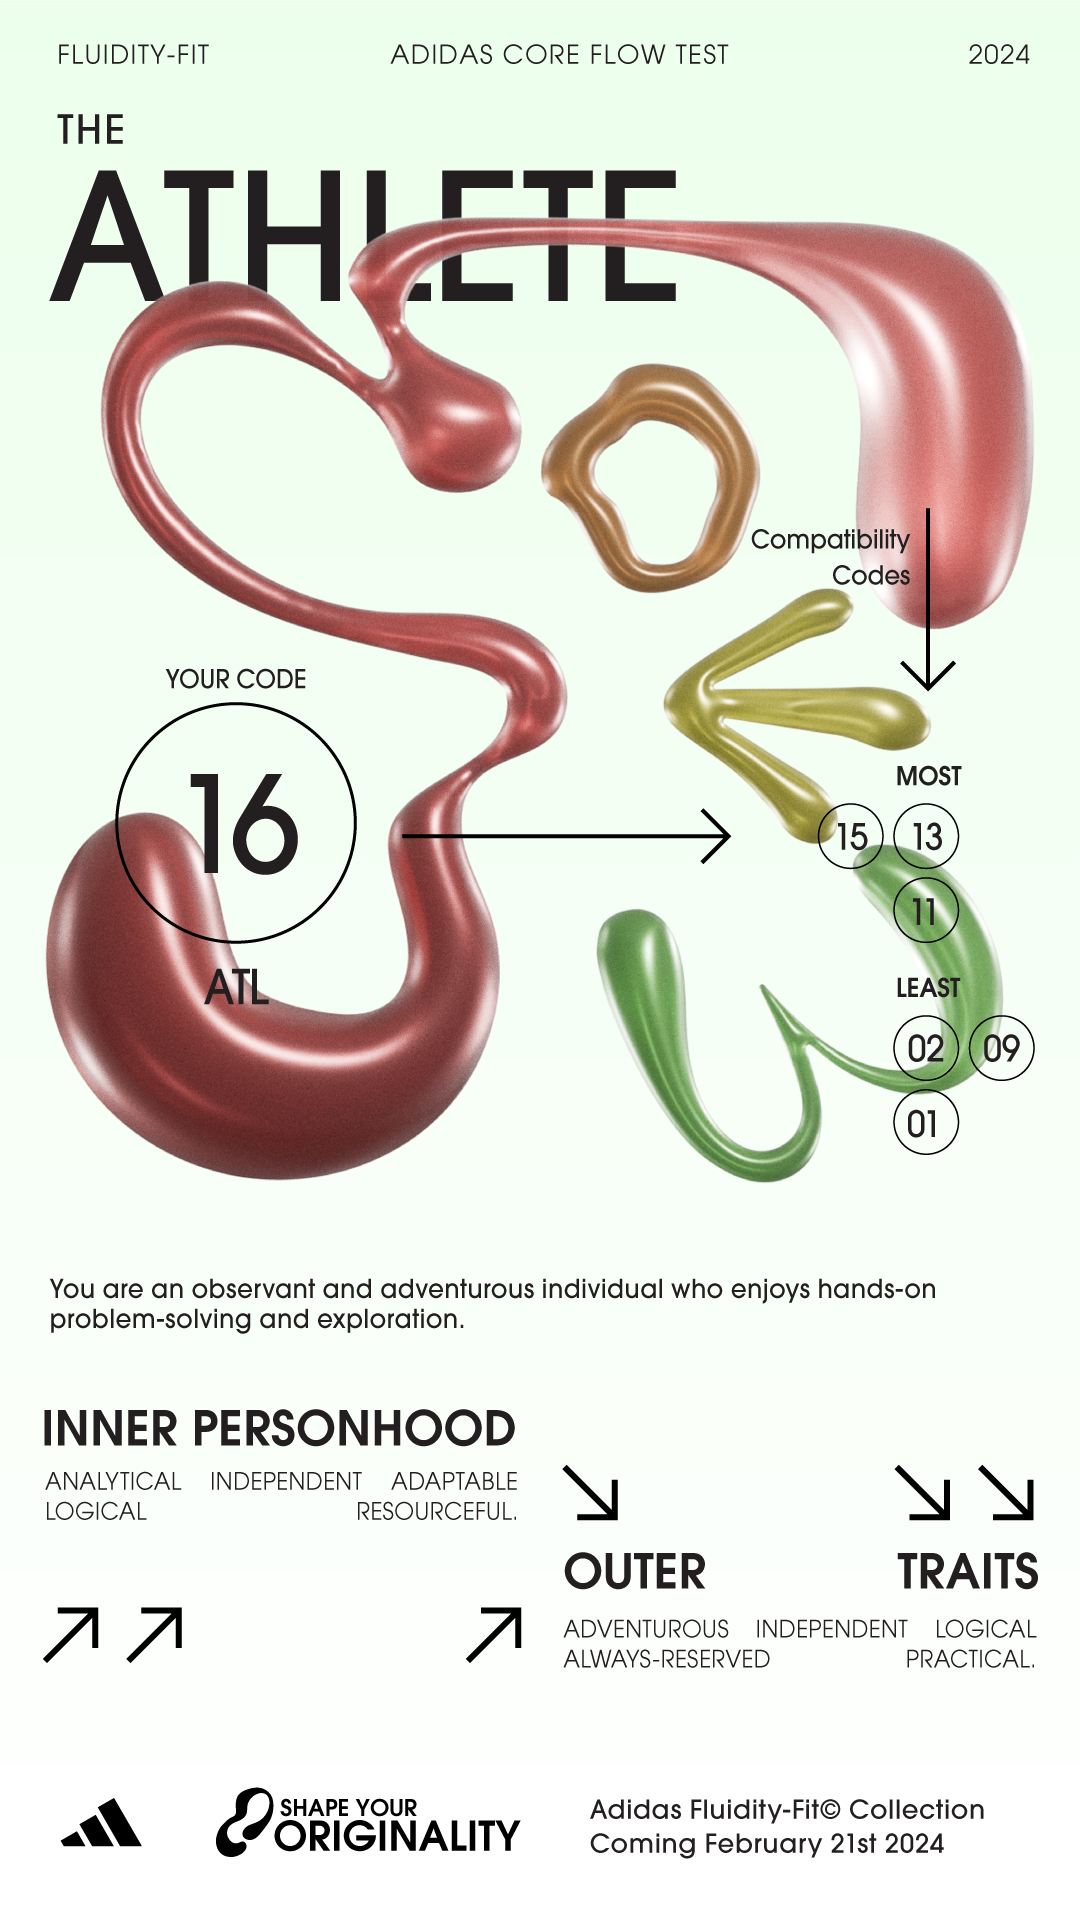 FLUIDITY-FIT
ADIDAS CORE FLOW TEST
2024
THE
ATHLETE
Compatibility
Codes
YOUR CODE
16
ATL
MOST
15 13
11
LEAST
02 09
01
You are an observant and adventurous individual who enjoys hands-on
problem-solving and exploration.
INNER PERSONHOOD
ANALYTICAL INDEPENDENT ADAPTABLE
LOGICAL RESOURCEFUL.
OUTER TRAITS
ADVENTUROUS INDEPENDENT LOGICAL
ALWAYS-RESERVED PRACTICAL.
SHAPE YOUR
ORIGINALITY
Adidas Fluidity-Fit© Collection
Coming February 21st 2024